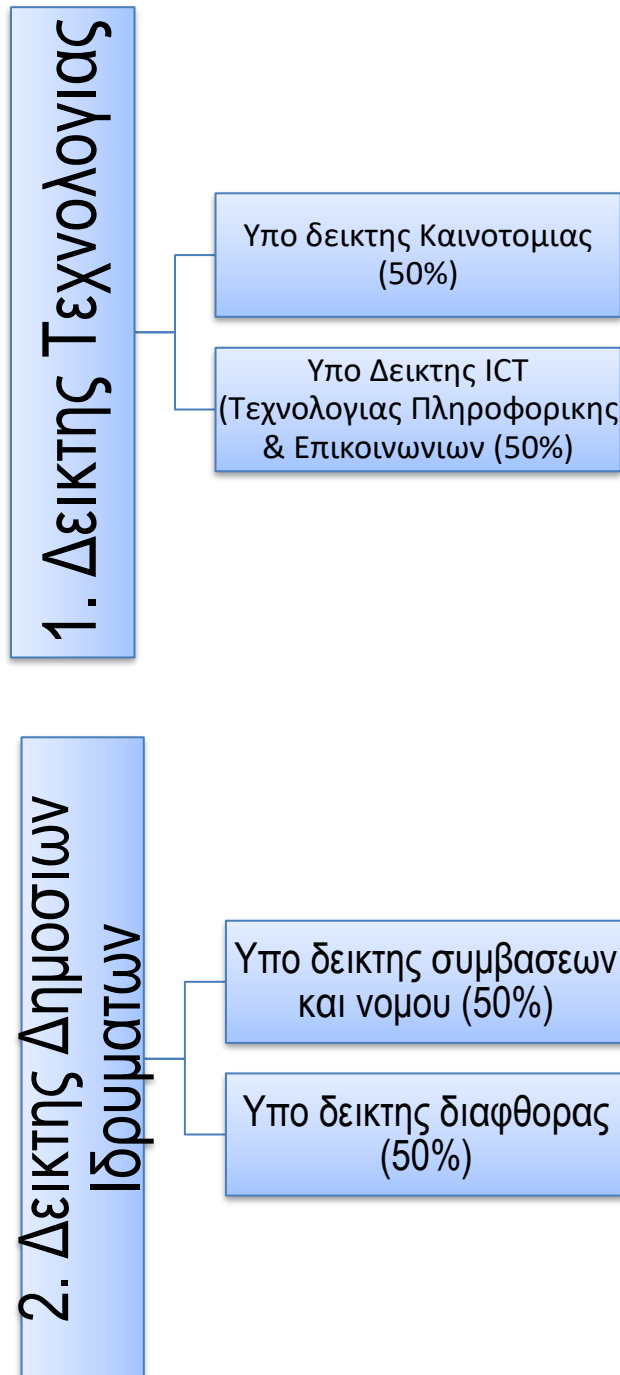 1. Δεικτης Τεχνολογιας
Υπο δεικτης Καινοτομιας
(50%)
Υπο Δεικτης ICT
(Τεχνολογιας Πληροφορικης
& Επικοινωνιων (50%)
2. Δεικτης Δημοσιων
Ιδρυματων
Υπο δεικτης συμβασεων
και νομου (50%)
Υπο δεικτης διαφθορας
(50%)